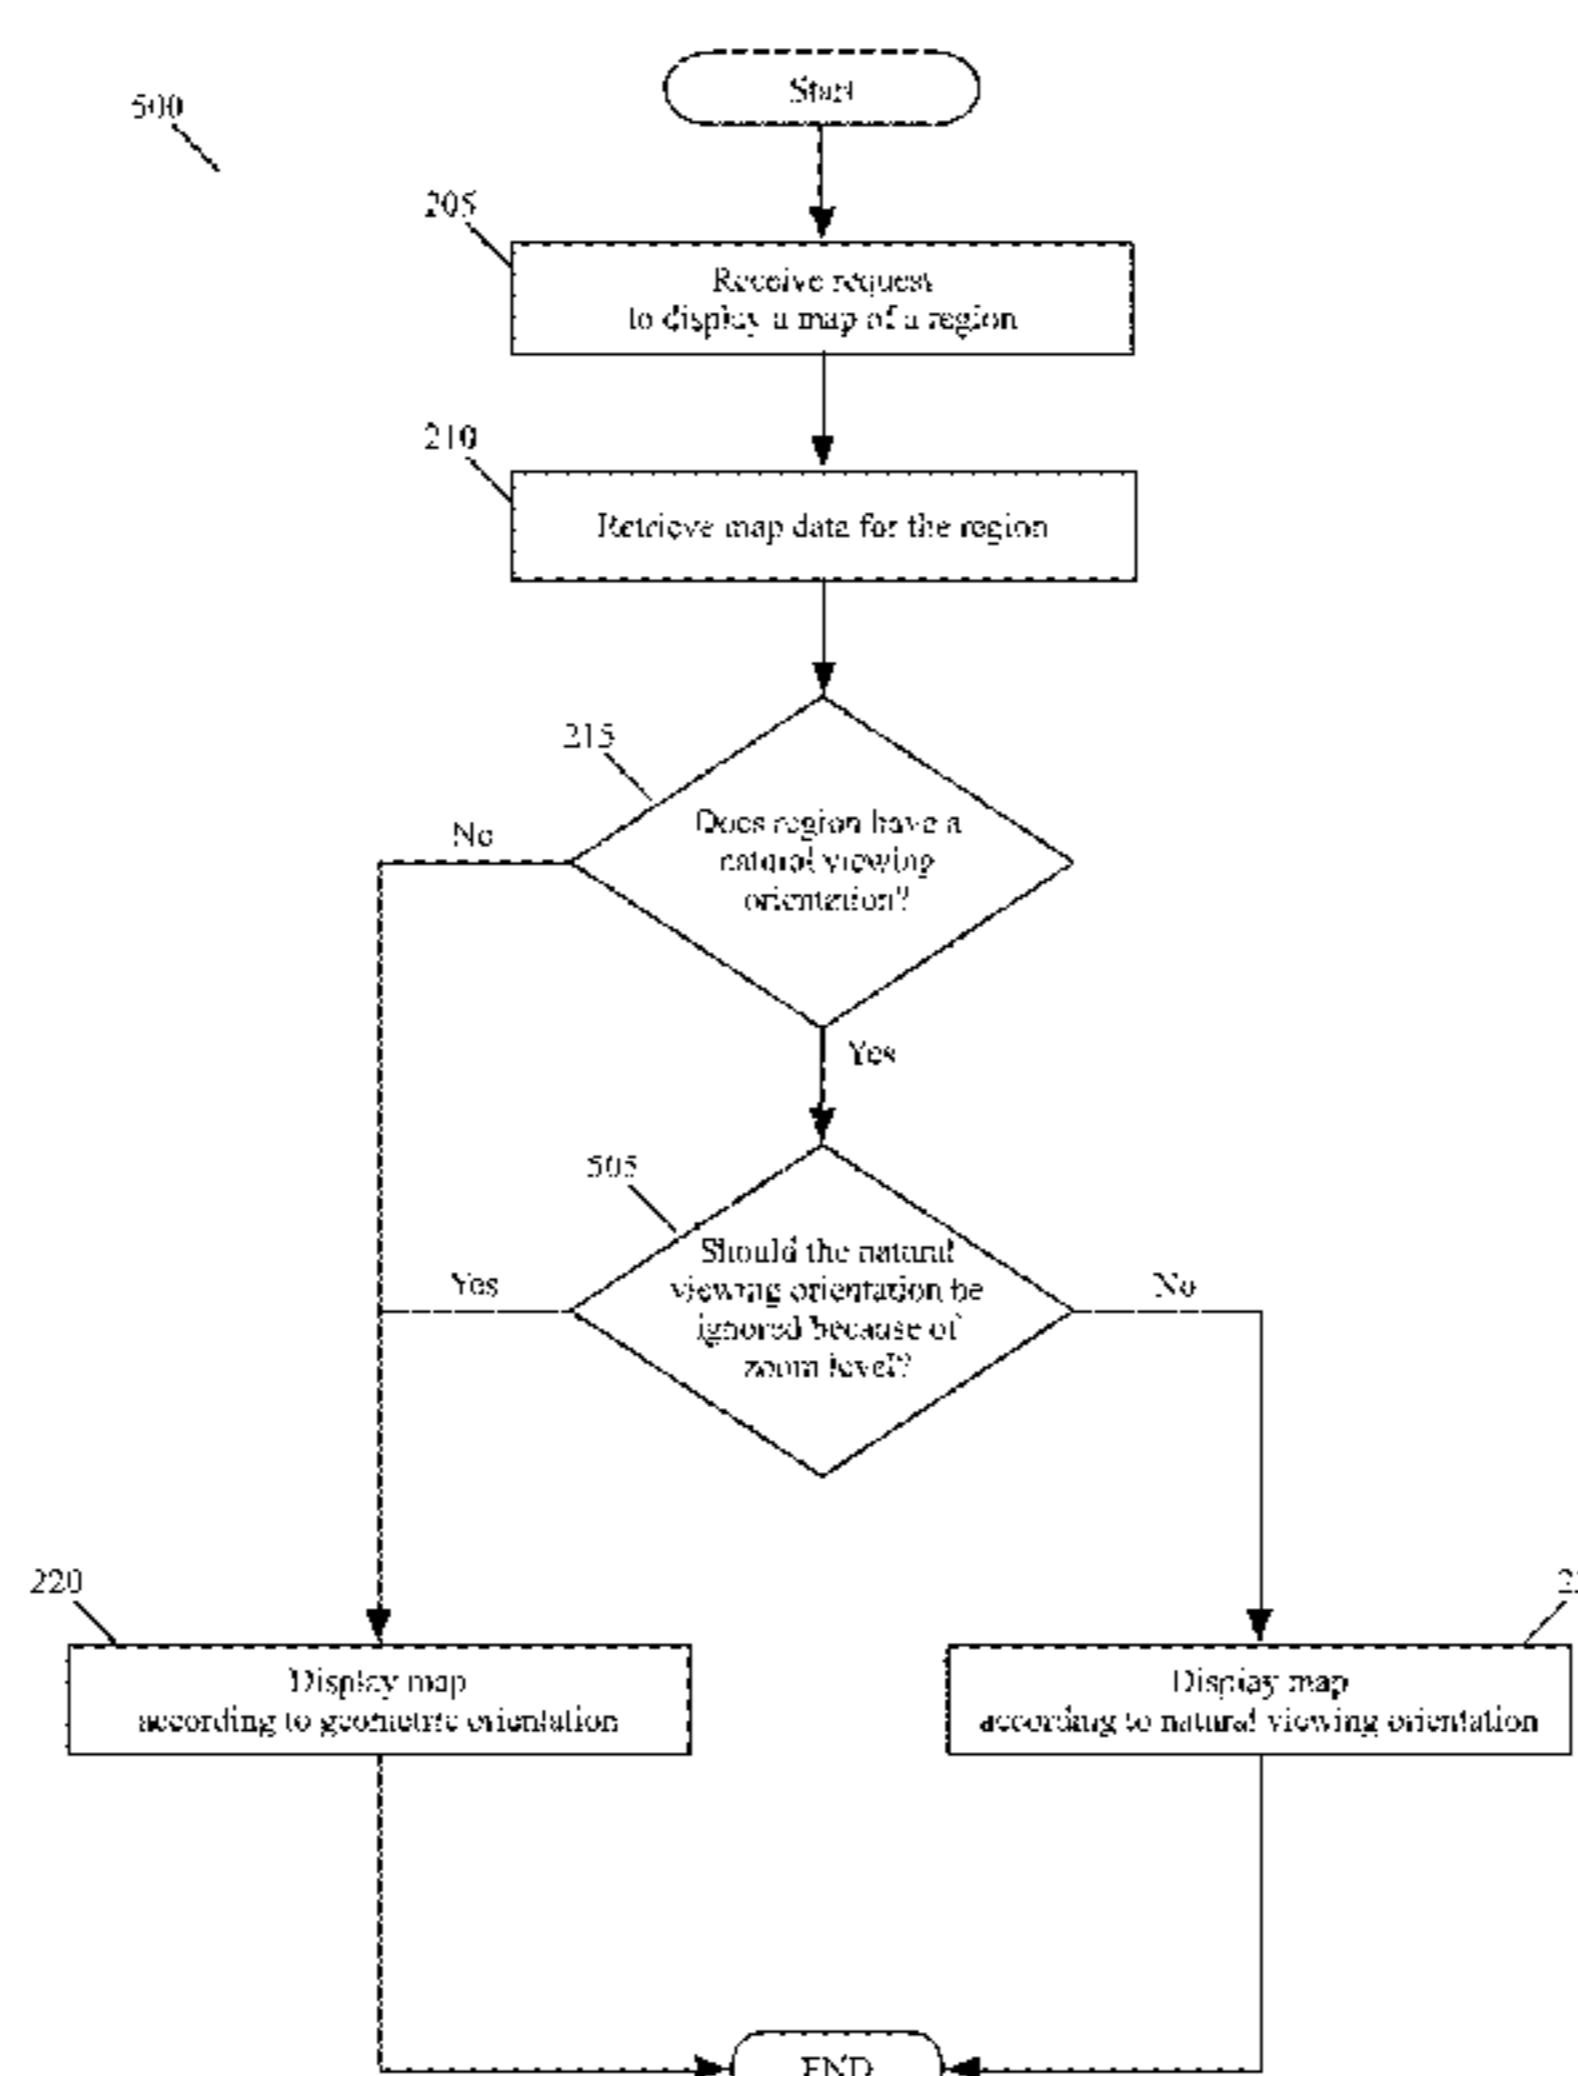 Start
500
205
Receive request
to display a map of a region
210
Retrieve map data for the region
215
Does region have a
natural viewing
orientation?
No
Yes
505
Should the natural
viewing orientation be
ignored because of
zoom level?
Yes
No
220
Display map
according to geometric orientation
Display map
according to natural viewing orientation
END